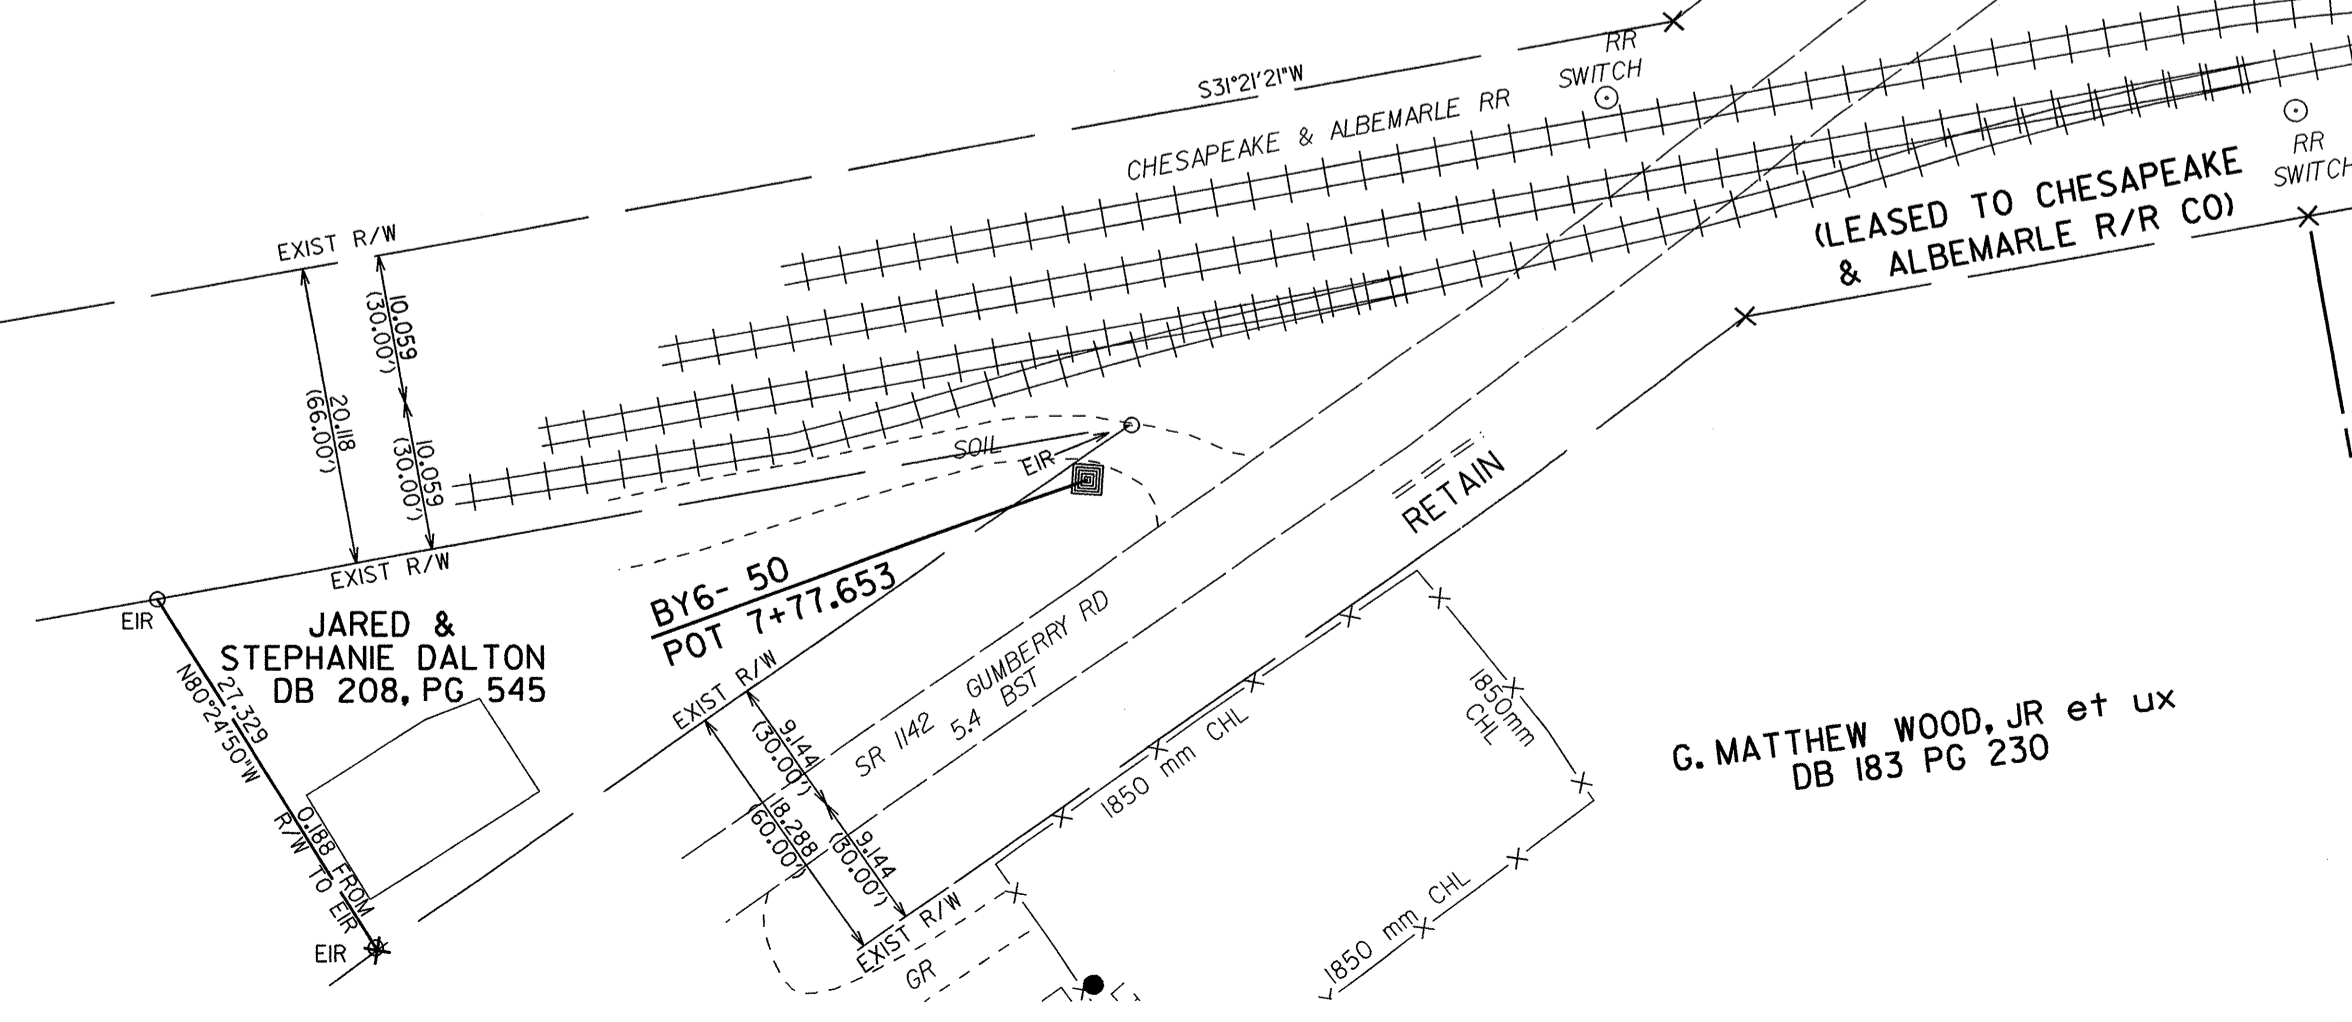 RR
SWITCH
S31°21'21"W
CHESAPEAKE & ALBEMARLE RR
RR
SWITCH
(LEASED TO CHESAPEAKE
& ALBEMARLE R/R CO)
EXIST R/W
10.059
(30.00')
20.118
(66.00')
10.059
(30.00')
EXIST R/W
SOIL
EIR
RETAIN
BY6- 50
POT 7+77.653
EIR
JARED &
STEPHANIE DALTON
DB 208, PG 545
27.329
N80°24'50"W
0.188 FROM
R/W TO EIR
EIR
EXIST R/W
9.144
(30.00')
18.288
(60.00')
9.144
(30.00')
EXIST R/W
GUMBERRY RD
SR 1142
5.4 BST
GR
1850 mm CHL
1850mm
CHL
1850 mm CHL
G. MATTHEW WOOD, JR et ux
DB 183 PG 230